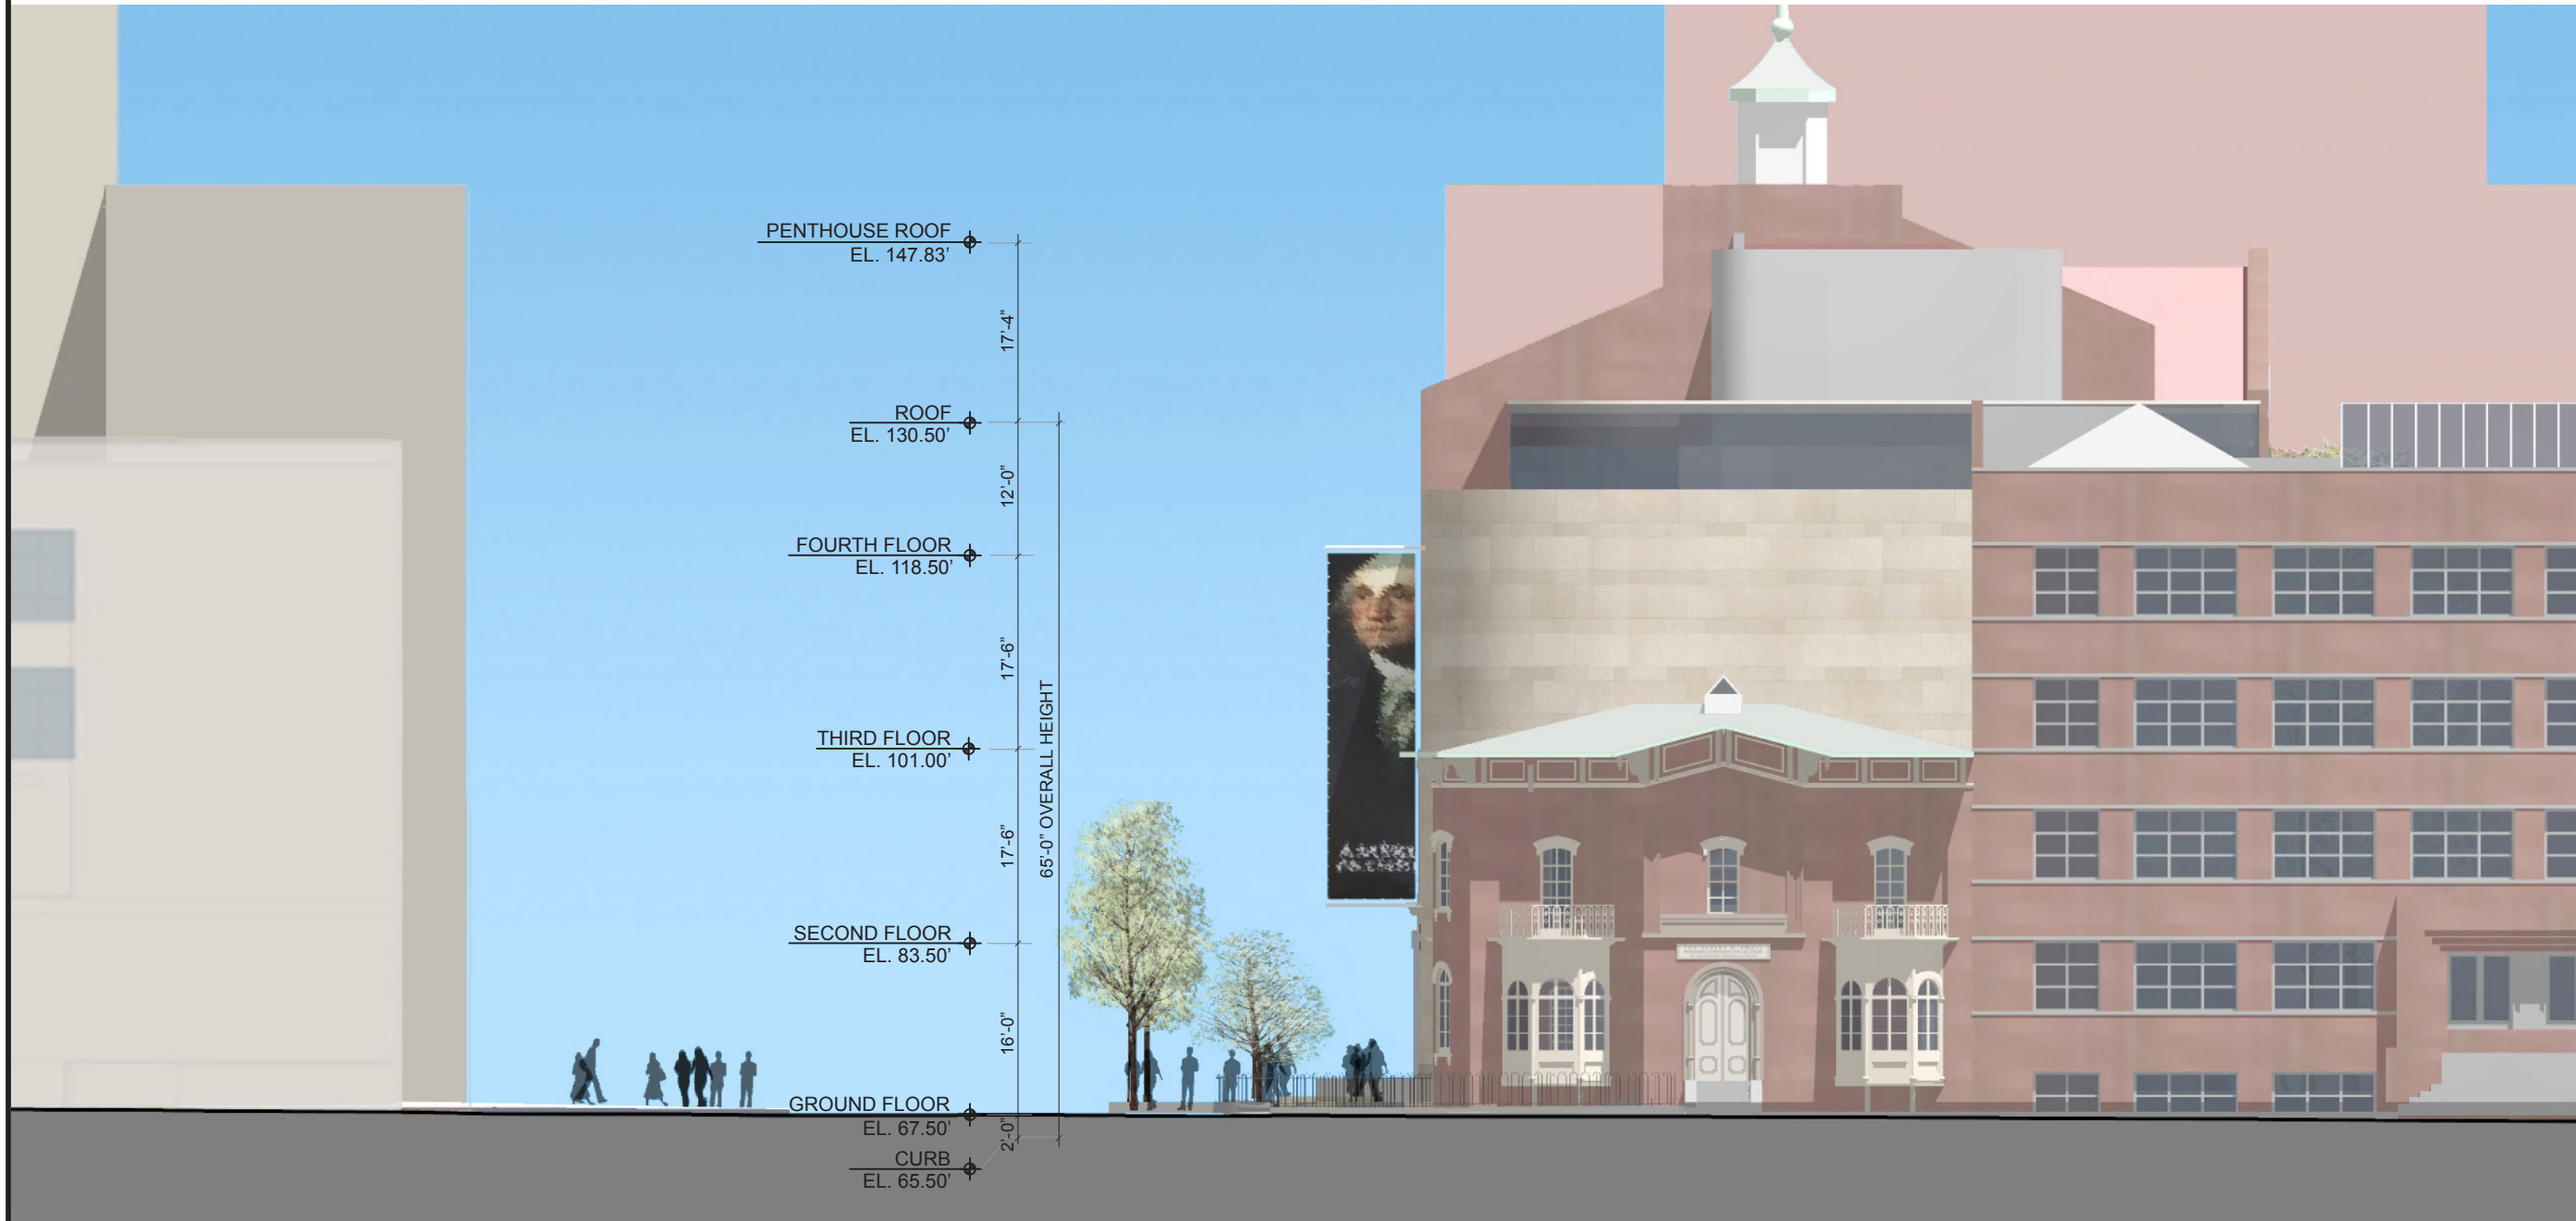 PENTHOUSE ROOF
EL. 147.83'
17'-4"
ROOF
EL. 130.50'
12'-0"
FOURTH FLOOR
EL. 118.50'
17'-6"
THIRD FLOOR
EL. 101.00'
65'-0" OVERALL HEIGHT
17'-6"
SECOND FLOOR
EL. 83.50'
16'-0"
GROUND FLOOR
EL. 67.50'
2'-0"
CURB
EL. 65.50'